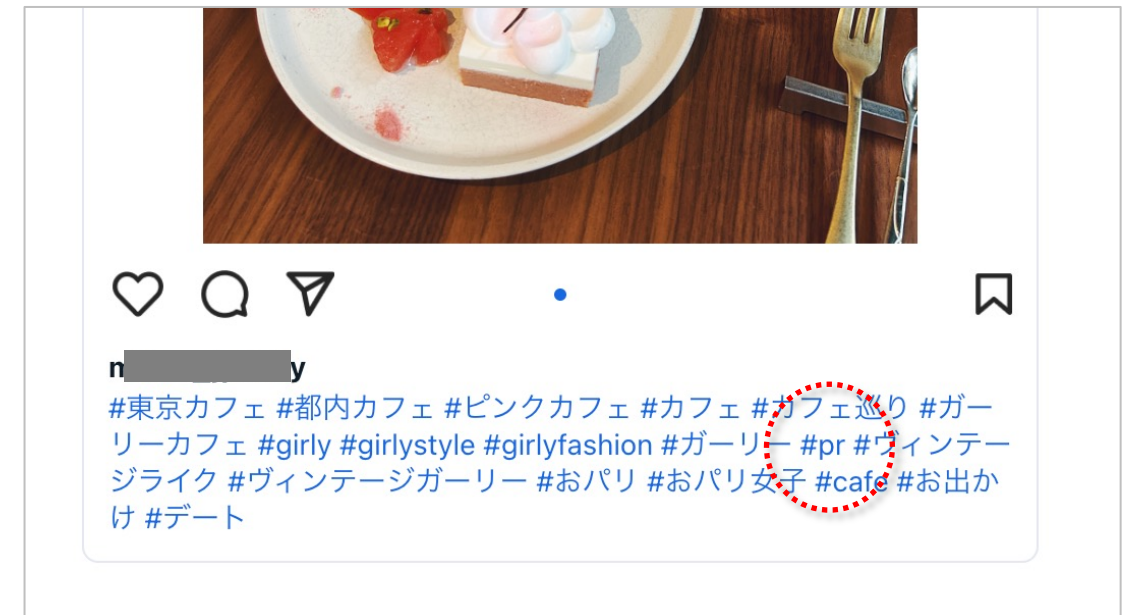 m y
#東京カフェ #都内カフェ #ピンクカフェ #カフェ #カフェ巡り #ガー
リーカフェ #girly #girlystyle #girlyfashion #ガーリー #pr #ヴィンテー
ジライク #ヴィンテージガーリー #おパリ #おパリ女子 #cafe #お出か
け #デート